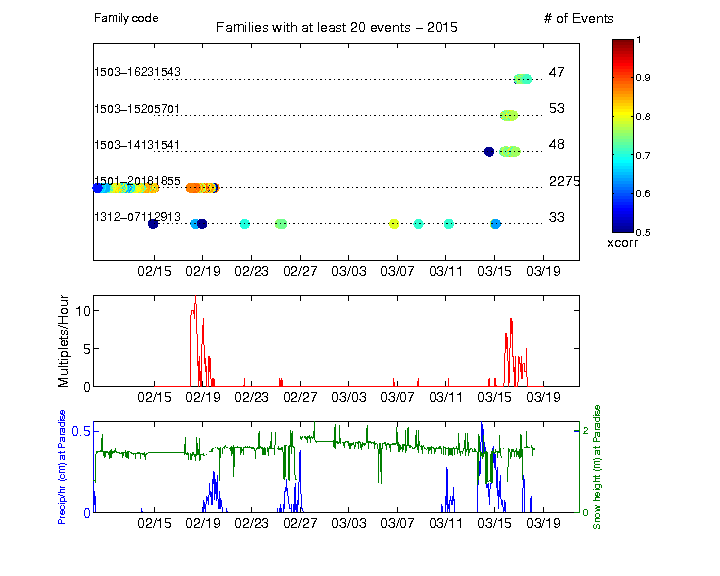 Family code
Families with at least 20 events – 2015
# of Events
1503–16231543 47
1503–15205701 53
1503–14131541 48
1501–20181855 2275
1312–07112913 33
02/15 02/19 02/23 02/27 03/03 03/07 03/11 03/15 03/19
1
0.9
0.8
0.7
0.6
0.5
xcorr
Multiplets/Hour
10
5
0
02/15 02/19 02/23 02/27 03/03 03/07 03/11 03/15 03/19
Precip/hr (cm) at Paradise
0.5
0
2
0
Snow height (m) at Paradise
02/15 02/19 02/23 02/27 03/03 03/07 03/11 03/15 03/19